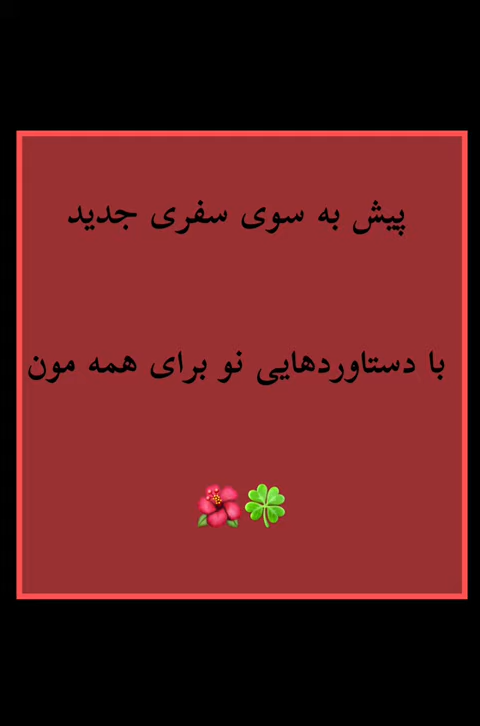 پیش به سوی سفری جدید
با دستاوردهایی نو برای همه مون
🌺🍀